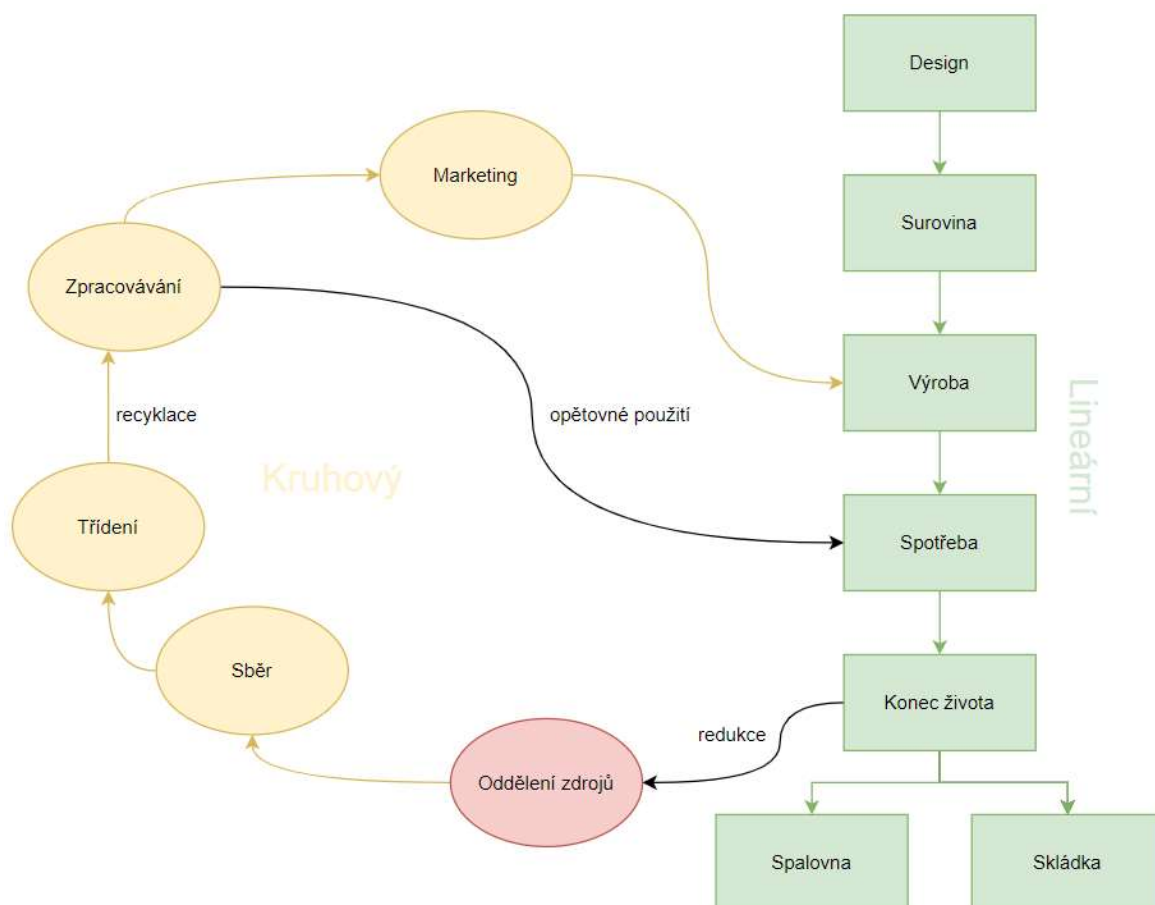 Design
Marketing
Surovina
Zpracovávání
Výroba
recyklace
opětovné použití
Lineární
Kruhový
Třídení
Spotřeba
Sběr
Konec života
redukce
Oddělení zdrojů
Spalovna
Skládka